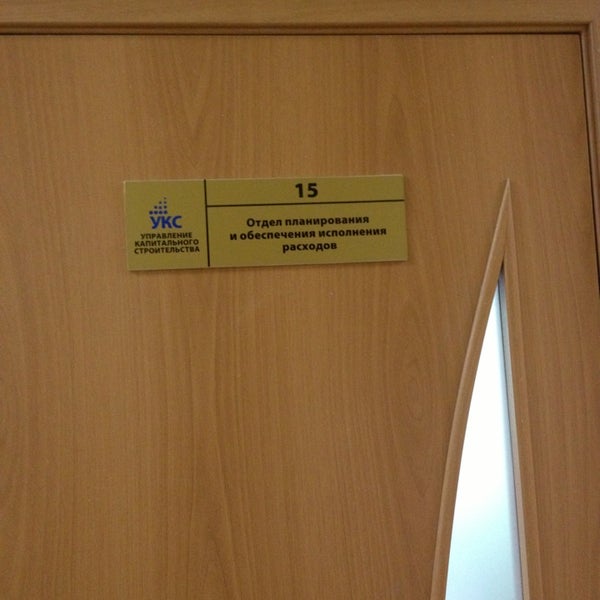 УКС
УПРАВЛЕНИЕ
КАПИТАЛЬНОГО
СТРОИТЕЛЬСТВА
15
Отдел планирования
и обеспечения исполнения
расходов